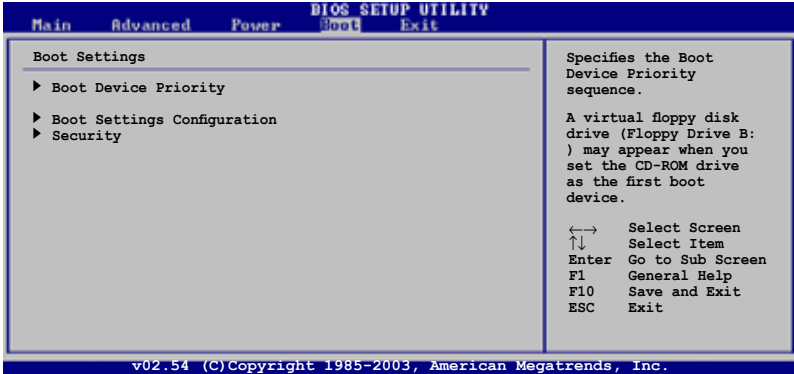 BIOS SETUP UTILITY
Main Advanced Power Boot Exit
Boot Settings
Boot Device Priority
Boot Settings Configuration
Security
Specifies the Boot
Device Priority
sequence.
A virtual floppy disk
drive (Floppy Drive B:
) may appear when you
set the CD-ROM drive
as the first boot
device.
←→ Select Screen
↑↓ Select Item
Enter Go to Sub Screen
F1 General Help
F10 Save and Exit
ESC Exit
v02.54 (C)Copyright 1985-2003, American Megatrends, Inc.